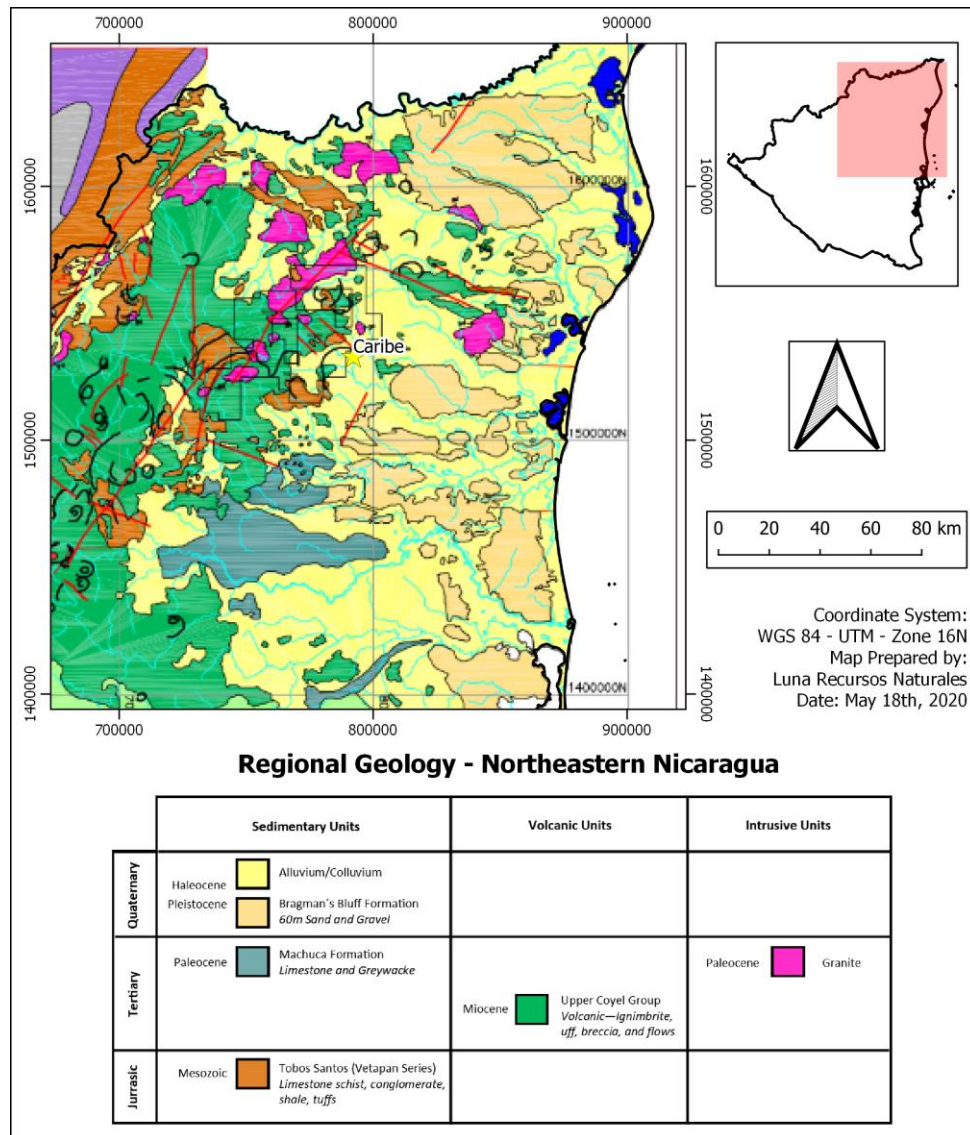 700000
800000
900000
1600000
1600000N
1600000
Caribe
1500000
1500000N
1500000
1400000
1400000N
1400000
700000
800000
900000
0 20 40 60 80 km
Coordinate System:
WGS 84 - UTM - Zone 16N
Map Prepared by:
Luna Recursos Naturales
Date: May 18th, 2020
Regional Geology - Northeastern Nicaragua
Sedimentary Units
Volcanic Units
Intrusive Units
Quaternary
Haleocene
Alluvium/Colluvium
Pleistocene
Bragman´s Bluff Formation
60m Sand and Gravel
Tertiary
Paleocene
Machuca Formation
Limestone and Greywacke
Paleocene
Granite
Miocene
Upper Coyel Group
Volcanic—Ignimbrite,
uff, breccia, and flows
Jurrasic
Mesozoic
Tobos Santos (Vetapan Series)
Limestone schist, conglomerate,
shale, tuffs